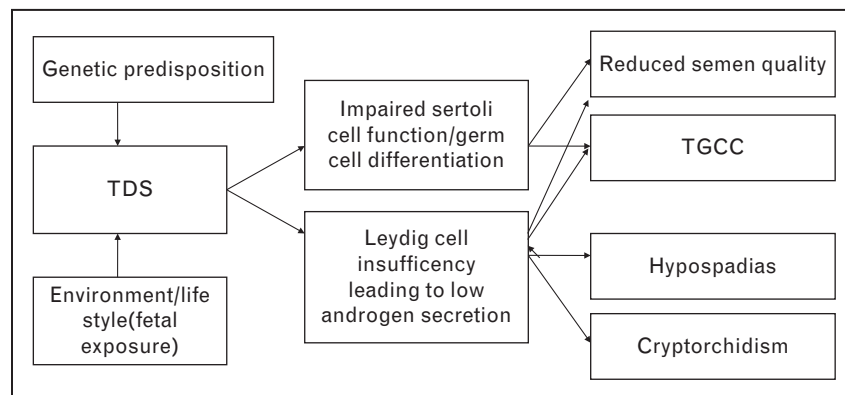 Genetic predisposition
TDS
Environment/life
style(fetal
exposure)
Impaired sertoli
cell function/germ
cell differentiation
Leydig cell
insufficency
leading to low
androgen secretion
Reduced semen quality
TGCC
Hypospadias
Cryptorchidism